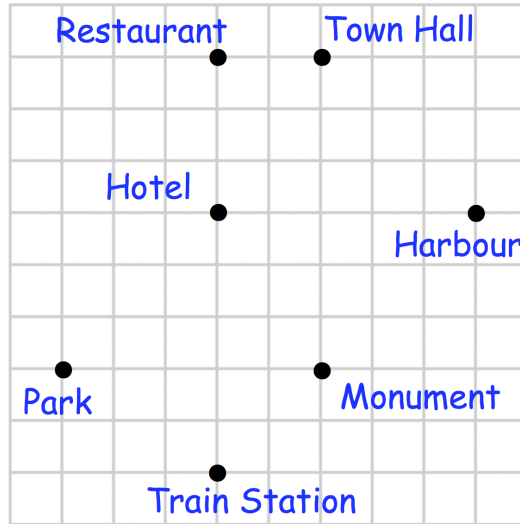 Restaurant
Town Hall
Hotel
Harbour
Park
Monument
Train Station